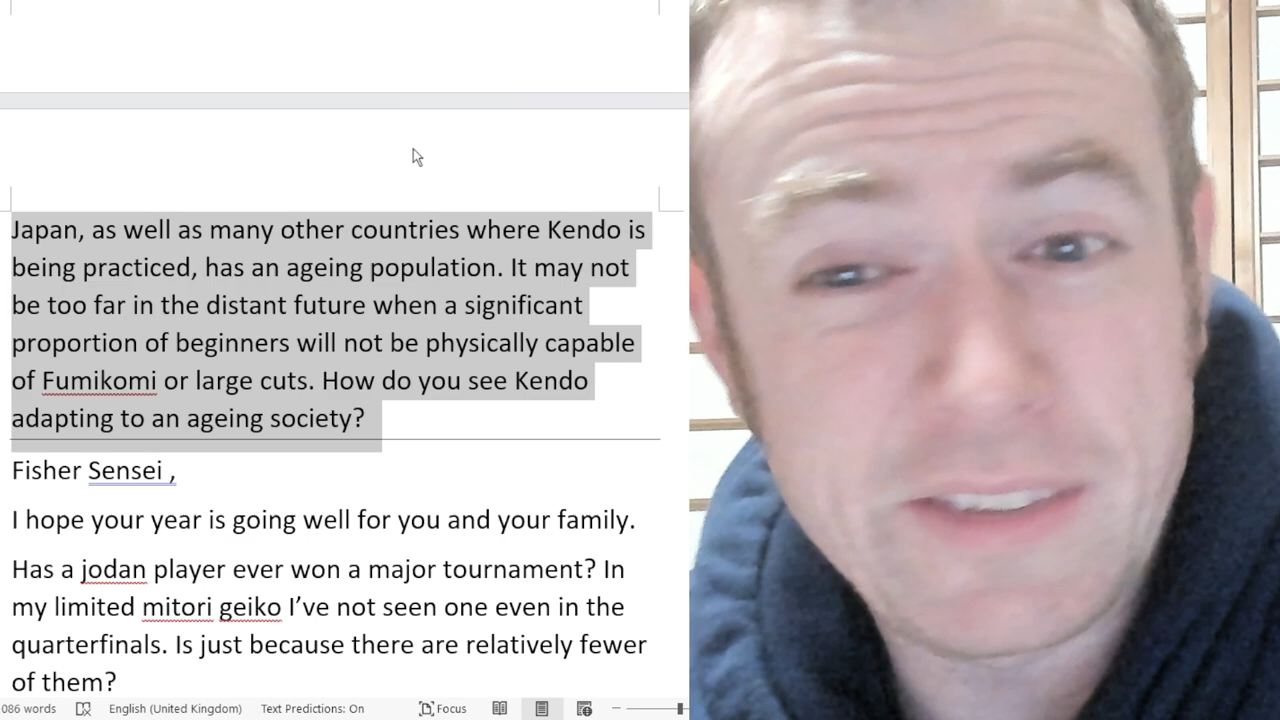 Japan, as well as many other countries where Kendo is
being practiced, has an ageing population. It may not
be too far in the distant future when a significant
proportion of beginners will not be physically capable
of Fumikomi or large cuts. How do you see Kendo
adapting to an ageing society?
Fisher Sensei ,
I hope your year is going well for you and your family.
Has a jodan player ever won a major tournament? In
my limited mitori geiko I’ve not seen one even in the
quarterfinals. Is just because there are relatively fewer
of them?
086 words English (United Kingdom) Text Predictions: On Focus